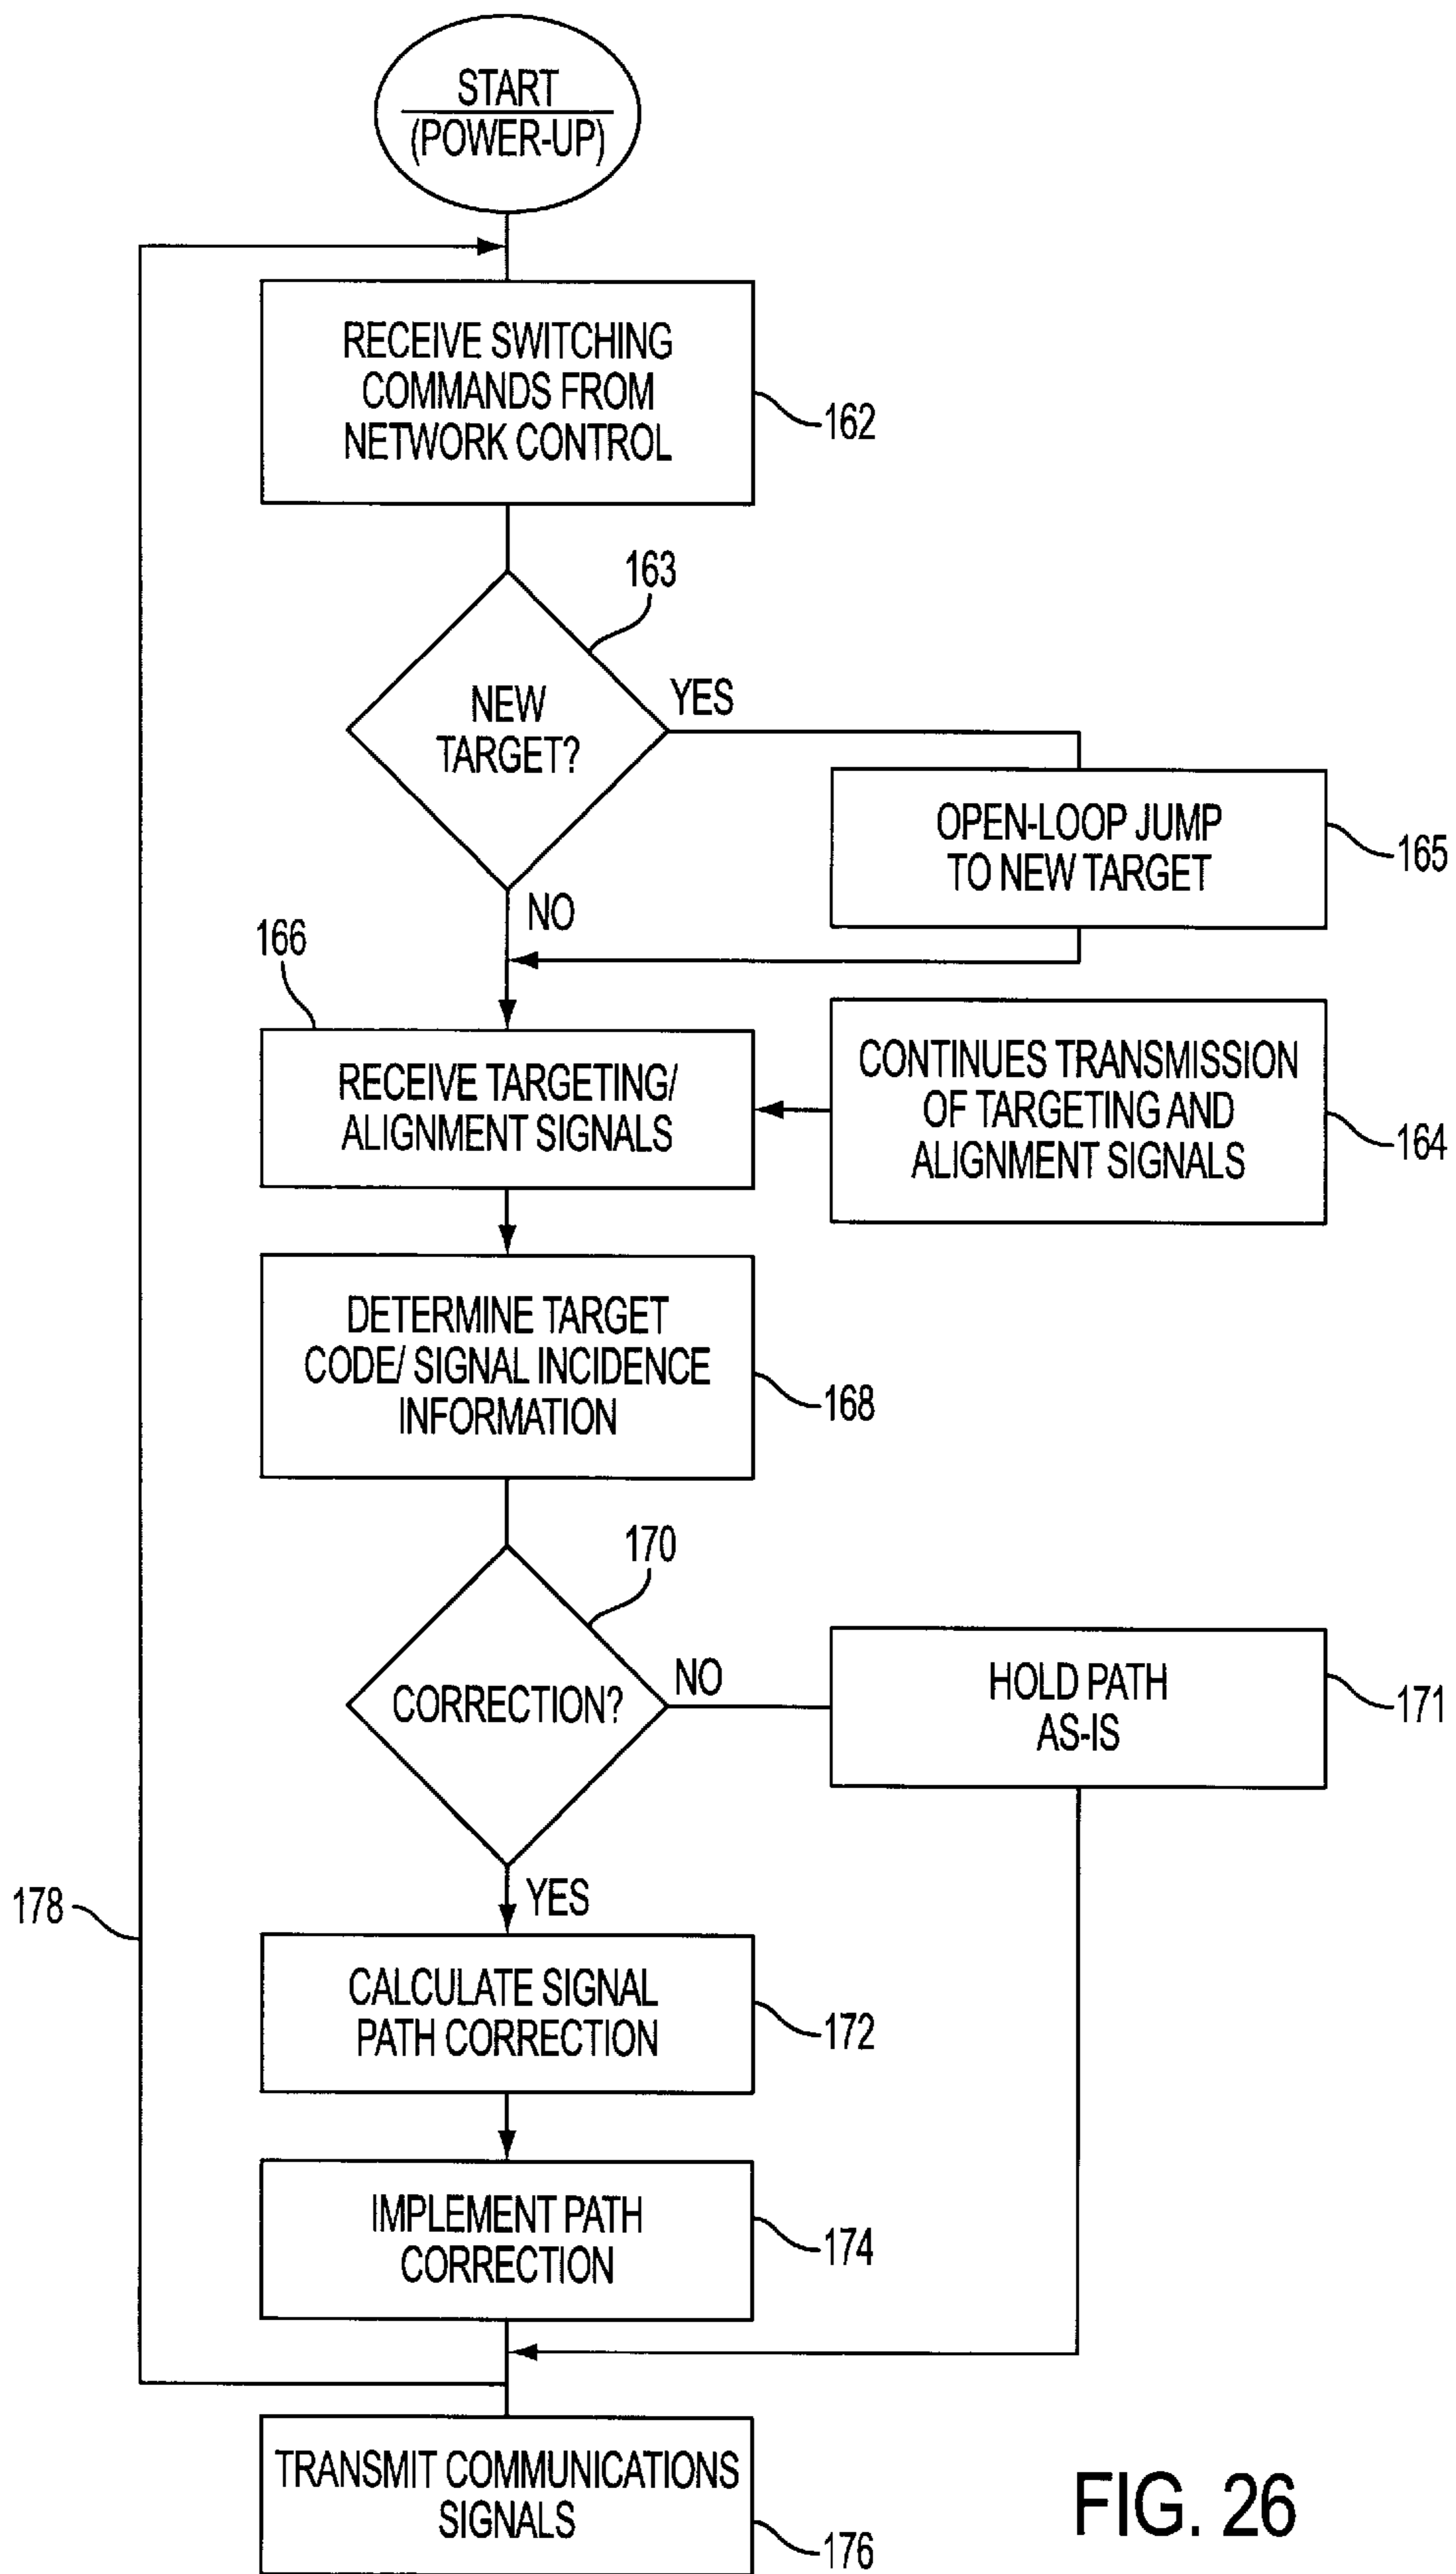 START
(POWER-UP)
RECEIVE SWITCHING
COMMANDS FROM
NETWORK CONTROL
162
163
NEW
TARGET?
YES
OPEN-LOOP JUMP
TO NEW TARGET
165
NO
166
RECEIVE TARGETING/
ALIGNMENT SIGNALS
CONTINUES TRANSMISSION
OF TARGETING AND
ALIGNMENT SIGNALS
164
DETERMINE TARGET
CODE/ SIGNAL INCIDENCE
INFORMATION
168
170
CORRECTION?
NO
HOLD PATH
AS-IS
171
YES
178
CALCULATE SIGNAL
PATH CORRECTION
172
IMPLEMENT PATH
CORRECTION
174
TRANSMIT COMMUNICATIONS
SIGNALS
176
FIG. 26